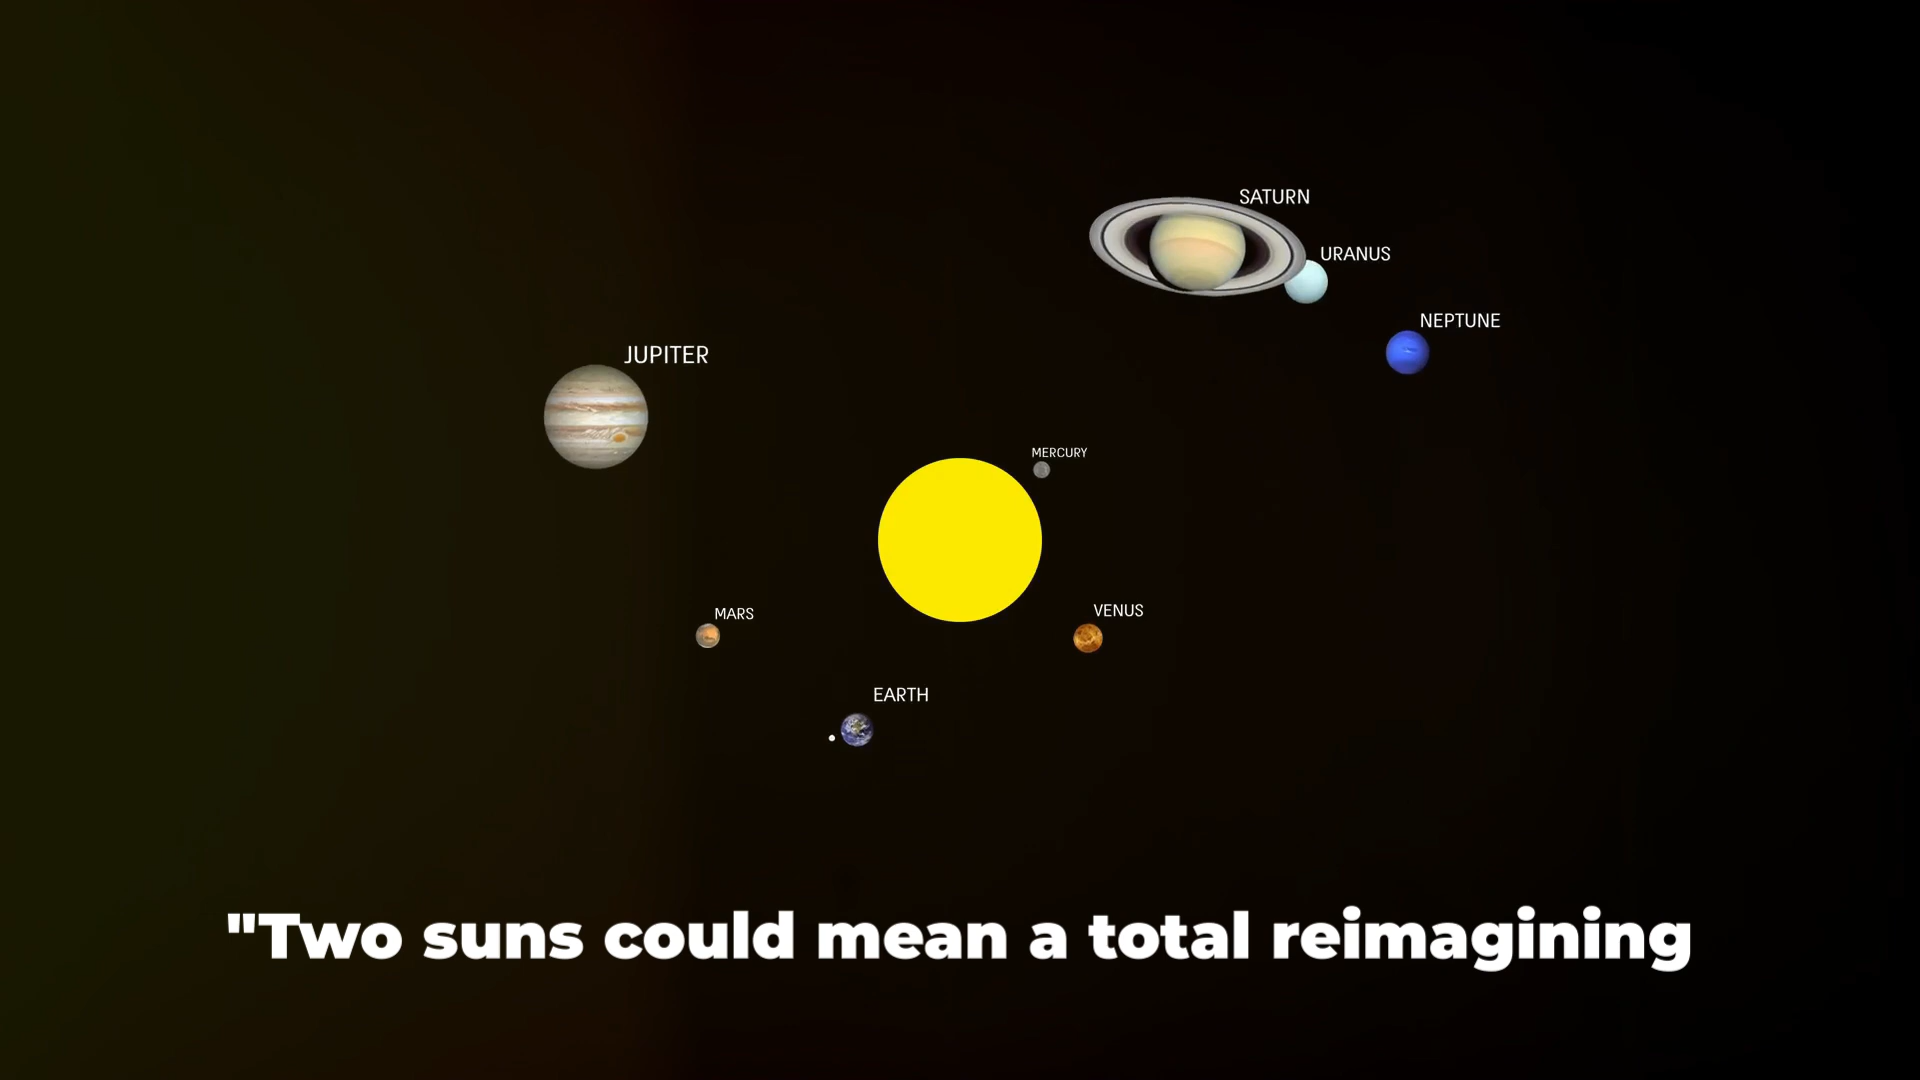 SATURN
URANUS
NEPTUNE
JUPITER
MERCURY
VENUS
MARS
EARTH
"Two suns could mean a total reimagining